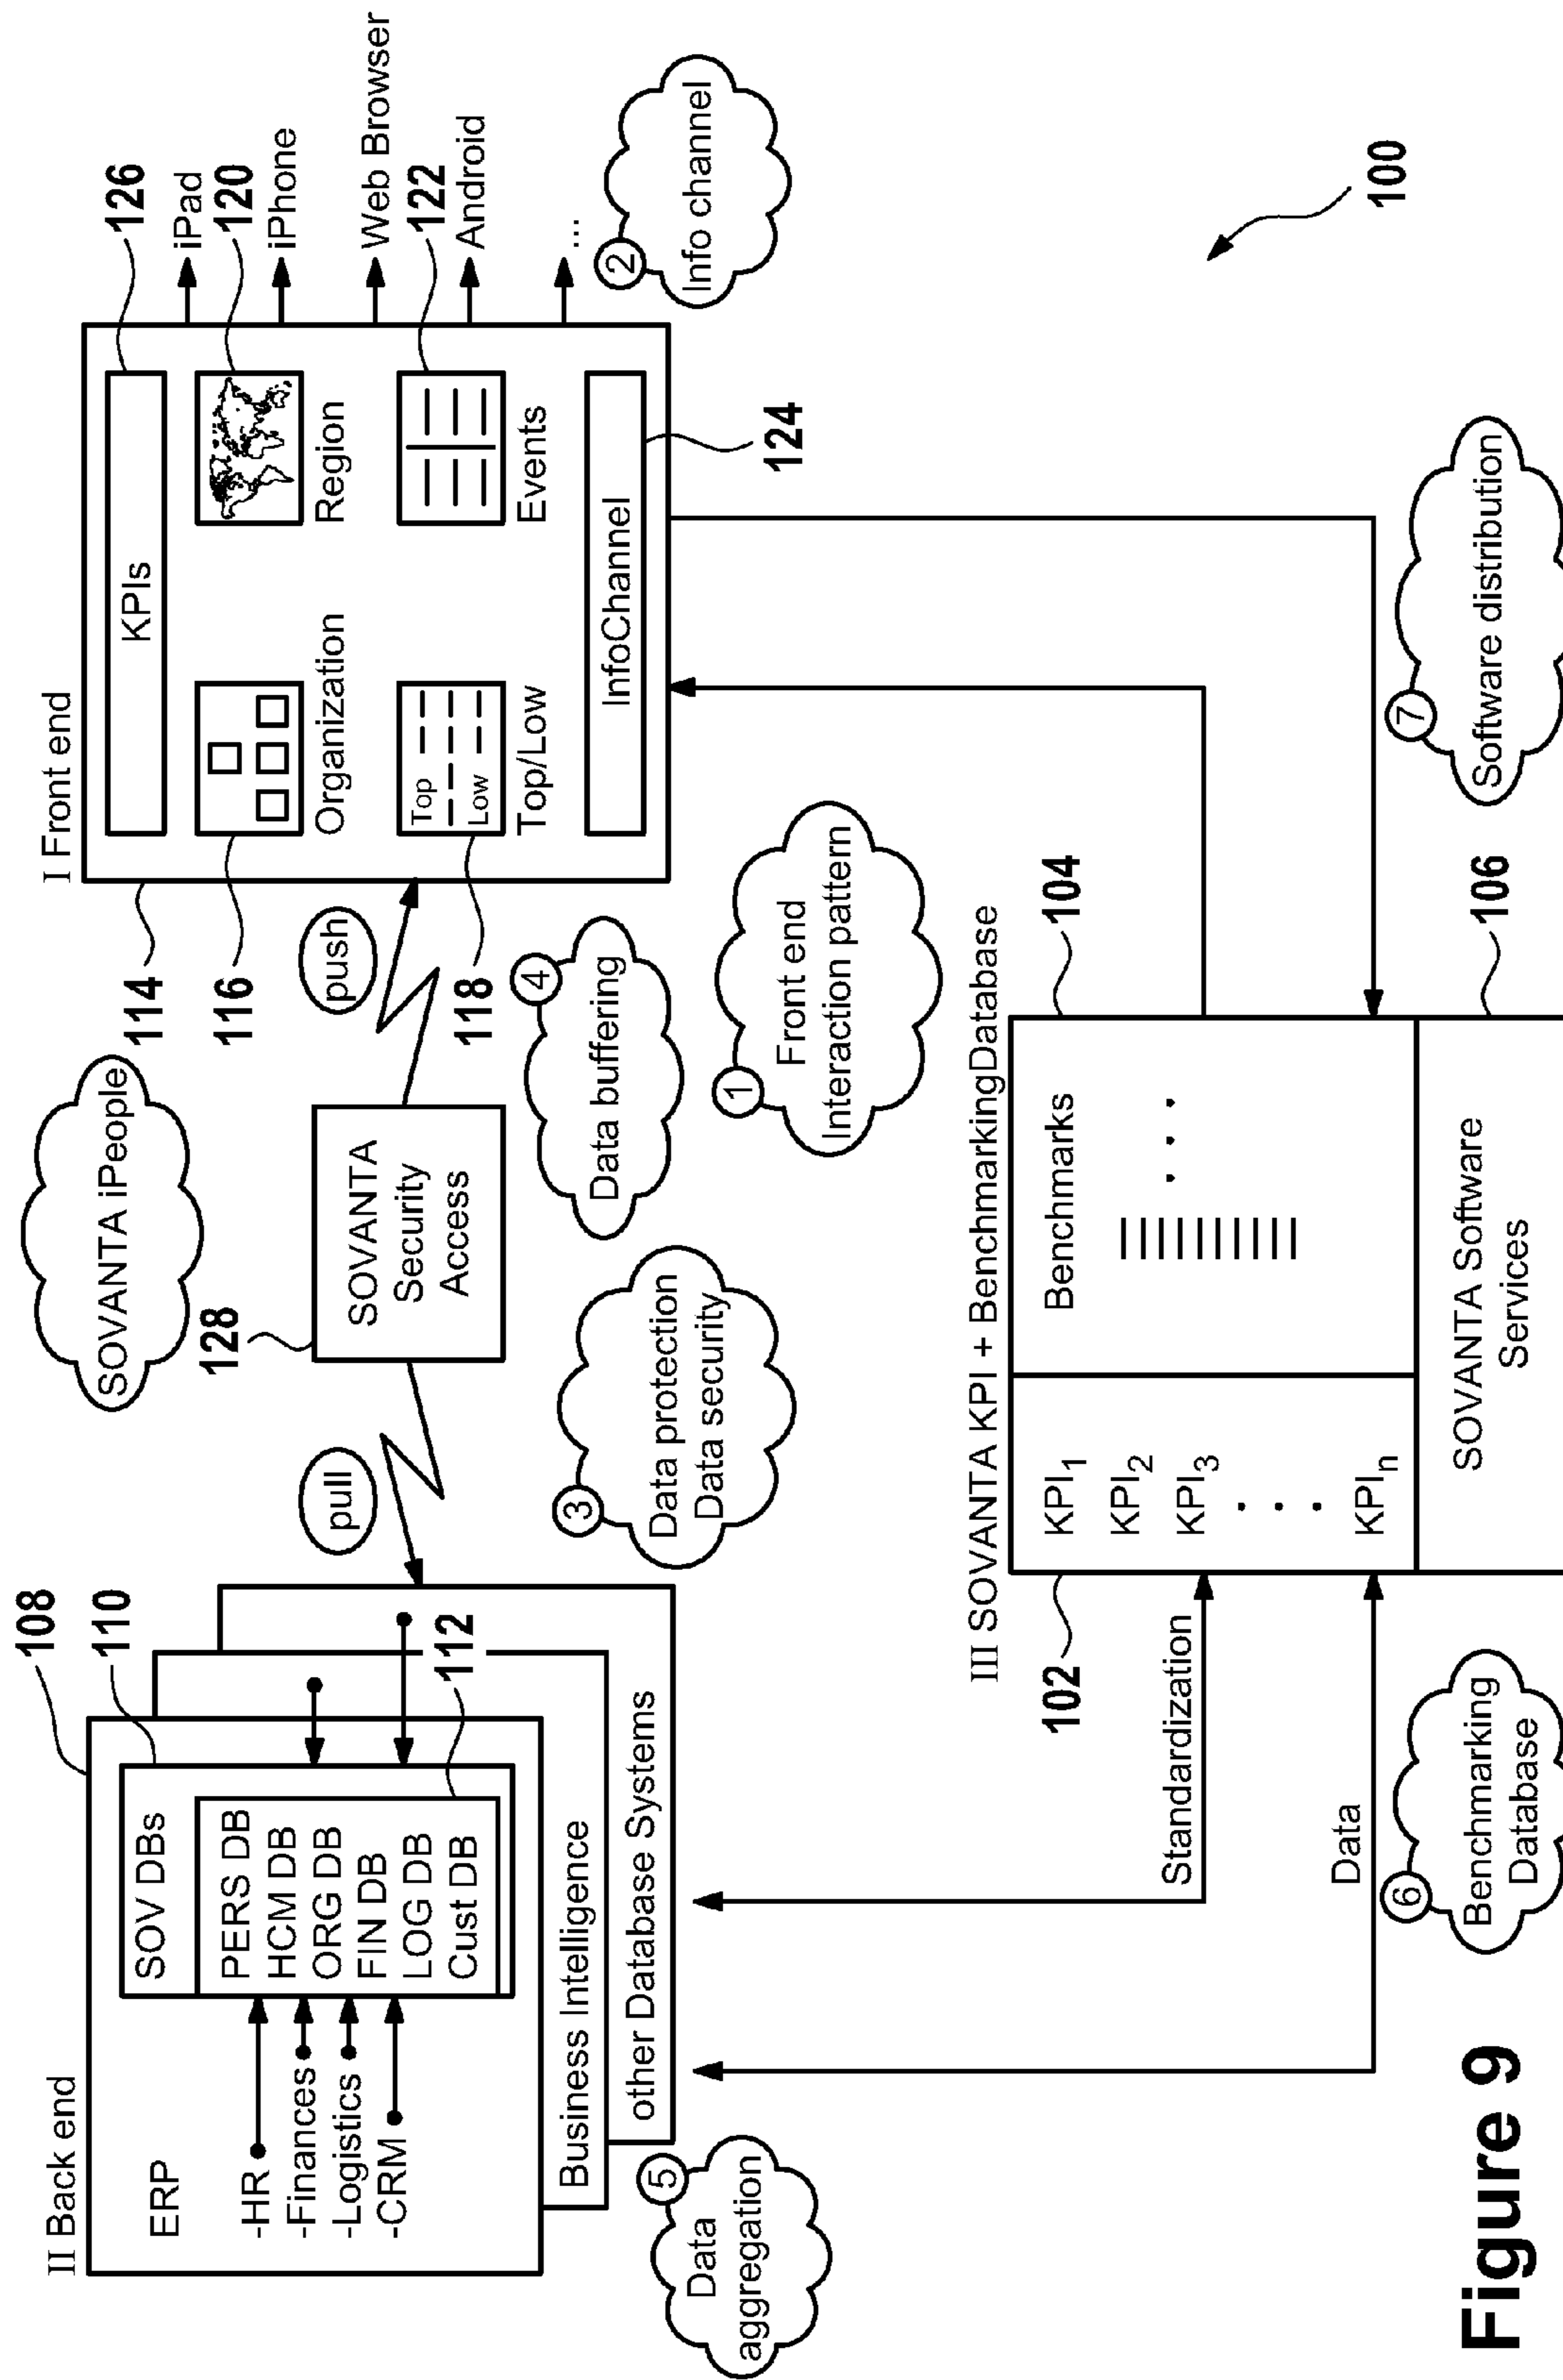 II Back end
108
110
ERP
SOV DBs
-HR
-Finances
-Logistics
-CRM
PERS DB
HCM DB
ORG DB
FIN DB
LOG DB
Cust DB
112
Business Intelligence
other Database Systems
5
Data
aggregation
pull
SOVANTA iPeople
128
SOVANTA
Security
Access
3
Data protection
Data security
push
4
Data buffering
1
Front end
Interaction pattern
I Front end
114
116
118
KPIs
126
Organization
Region
120
Top
Low
Top/Low
Events
122
InfoChannel
124
iPad
iPhone
Web Browser
Android
...
2
Info channel
III SOVANTA KPI + BenchmarkingDatabase
102
104
KPI1
KPI2
KPI3
.
.
.
KPIn
Benchmarks
. . .
SOVANTA Software
Services
106
Standardization
Data
6
Benchmarking
Database
7
Software distribution
100
Figure 9